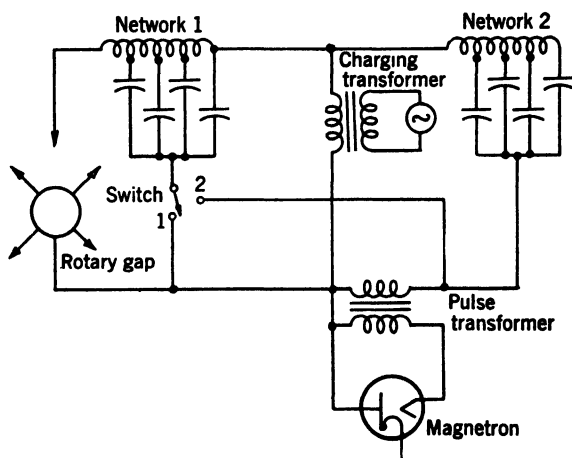 Network 1
Network 2
Charging
transformer
Switch
2
1
Rotary gap
Pulse
transformer
Magnetron